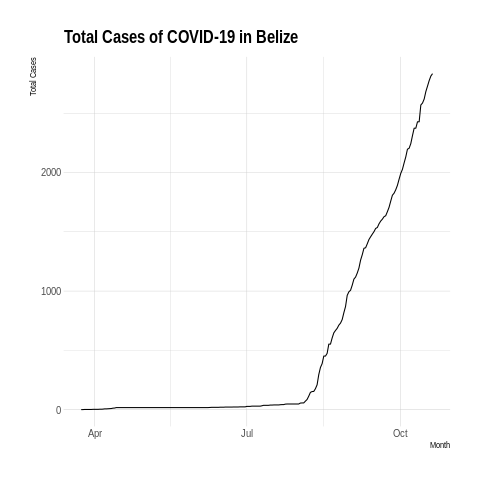 Total Cases of COVID-19 in Belize
Total Cases
2000
1000
0
Apr Jul Oct
Month